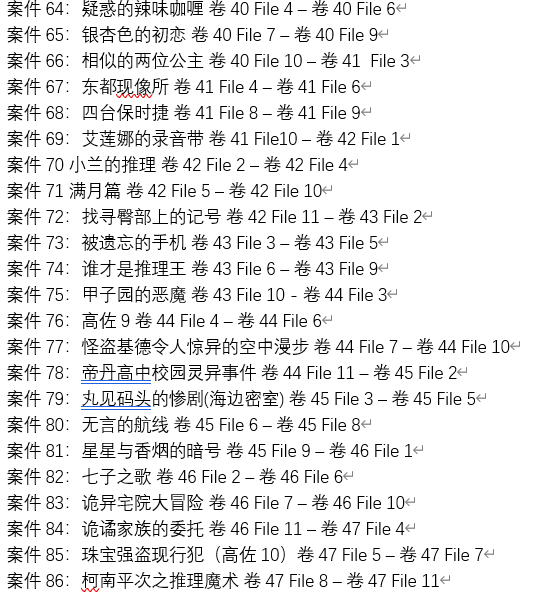 案件 64：疑惑的辣味咖喱 卷 40 File 4 – 卷 40 File 6
案件 65：银杏色的初恋 卷 40 File 7 – 卷 40 File 9
案件 66：相似的两位公主 卷 40 File 10 – 卷 41  File 3
案件 67：东都现像所 卷 41 File 4 – 卷 41 File 6
案件 68：四台保时捷 卷 41 File 8 – 卷 41 File 9
案件 69：艾莲娜的录音带 卷 41 File10 – 卷 42 File 1
案件 70 小兰的推理 卷 42 File 2 – 卷 42 File 4
案件 71 满月篇 卷 42 File 5 – 卷 42 File 10
案件 72：找寻臀部上的记号 卷 42 File 11 – 卷 43 File 2
案件 73：被遗忘的手机 卷 43 File 3 – 卷 43 File 5
案件 74：谁才是推理王 卷 43 File 6 – 卷 43 File 9
案件 75：甲子园的恶魔 卷 43 File 10 - 卷 44 File 3
案件 76：高佐 9 卷 44 File 4 – 卷 44 File 6
案件 77：怪盗基德令人惊异的空中漫步 卷 44 File 7 – 卷 44 File 10
案件 78：帝丹高中校园灵异事件 卷 44 File 11 – 卷 45 File 2
案件 79：丸见码头的惨剧(海边密室) 卷 45 File 3 – 卷 45 File 5
案件 80：无言的航线 卷 45 File 6 – 卷 45 File 8
案件 81：星星与香烟的暗号 卷 45 File 9 – 卷 46 File 1
案件 82：七子之歌 卷 46 File 2 – 卷 46 File 6
案件 83：诡异宅院大冒险 卷 46 File 7 – 卷 46 File 10
案件 84：诡谲家族的委托 卷 46 File 11 – 卷 47 File 4
案件 85：珠宝强盗现行犯（高佐 10）卷 47 File 5 – 卷 47 File 7
案件 86：柯南平次之推理魔术 卷 47 File 8 – 卷 47 File 11